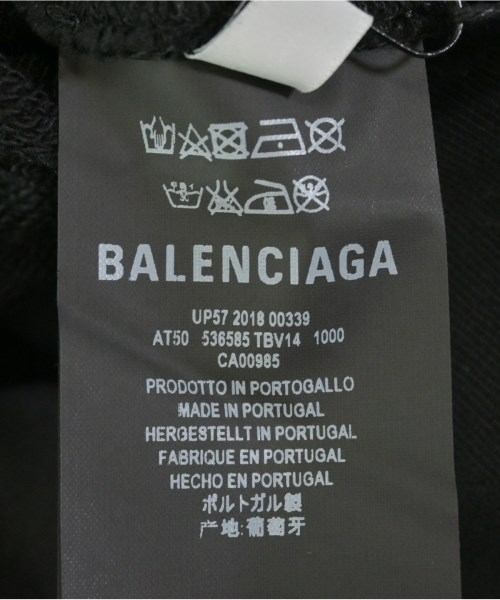 BALENCIAGA
UP57 2018 00339
AT50 536585 TBV14 1000
CA00985
PRODOTTO IN PORTOGALLO
MADE IN PORTUGAL
HERGESTELLT IN PORTUGAL
FABRIQUE EN PORTUGAL
HECHO EN PORTUGAL
ポルトガル製
产地:葡萄牙